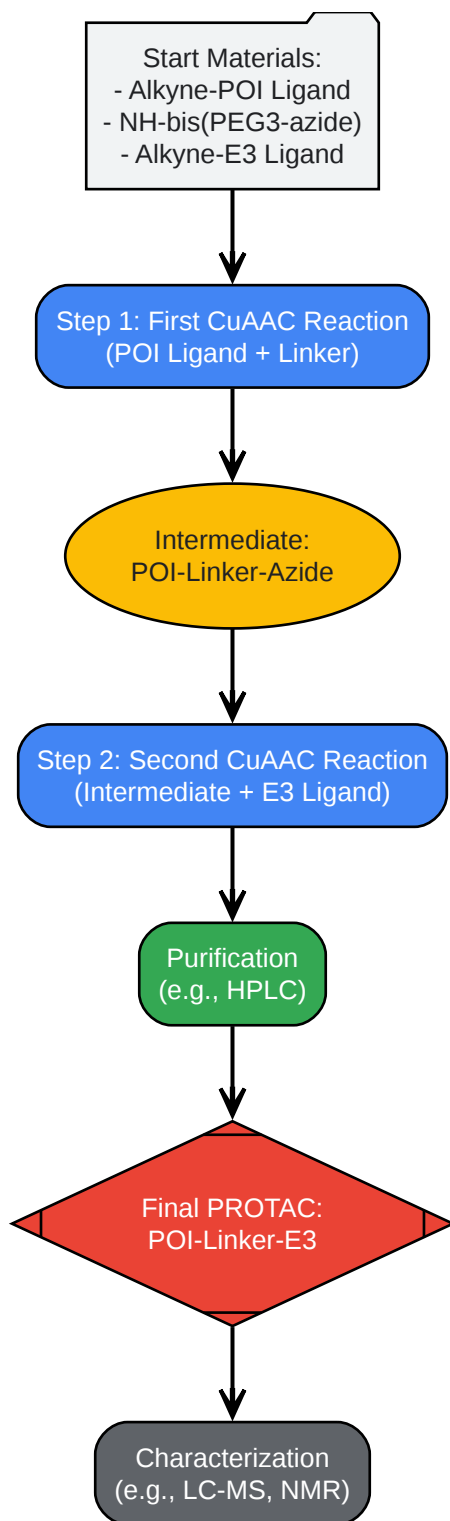 Start Materials:
- Alkyne-POI Ligand
- NH-bis(PEG3-azide)
- Alkyne-E3 Ligand
Step 1: First CuAAC Reaction
(POI Ligand + Linker)
Intermediate:
POI-Linker-Azide
Step 2: Second CuAAC Reaction
(Intermediate + E3 Ligand)
Purification
(e.g., HPLC)
Final PROTAC:
POI-Linker-E3
Characterization
(e.g., LC-MS, NMR)